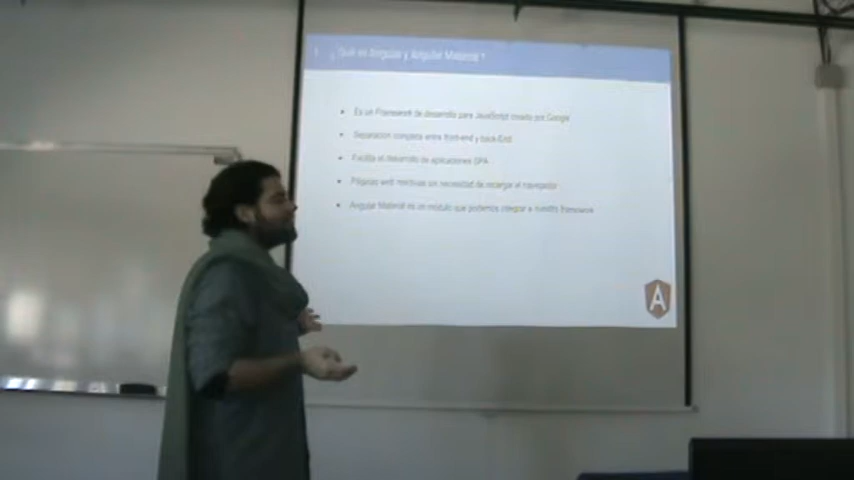 1 ¿Qué es Angular y Angular Material?
Es un Framework de desarrollo para JavaScript creado por Google
Separación completa entre front-end y back-End
Facilita el desarrollo de aplicaciones SPA
Páginas web reactivas sin necesidad de recargar el navegador
Angular Material es un módulo que podemos integrar a nuestro framework
A